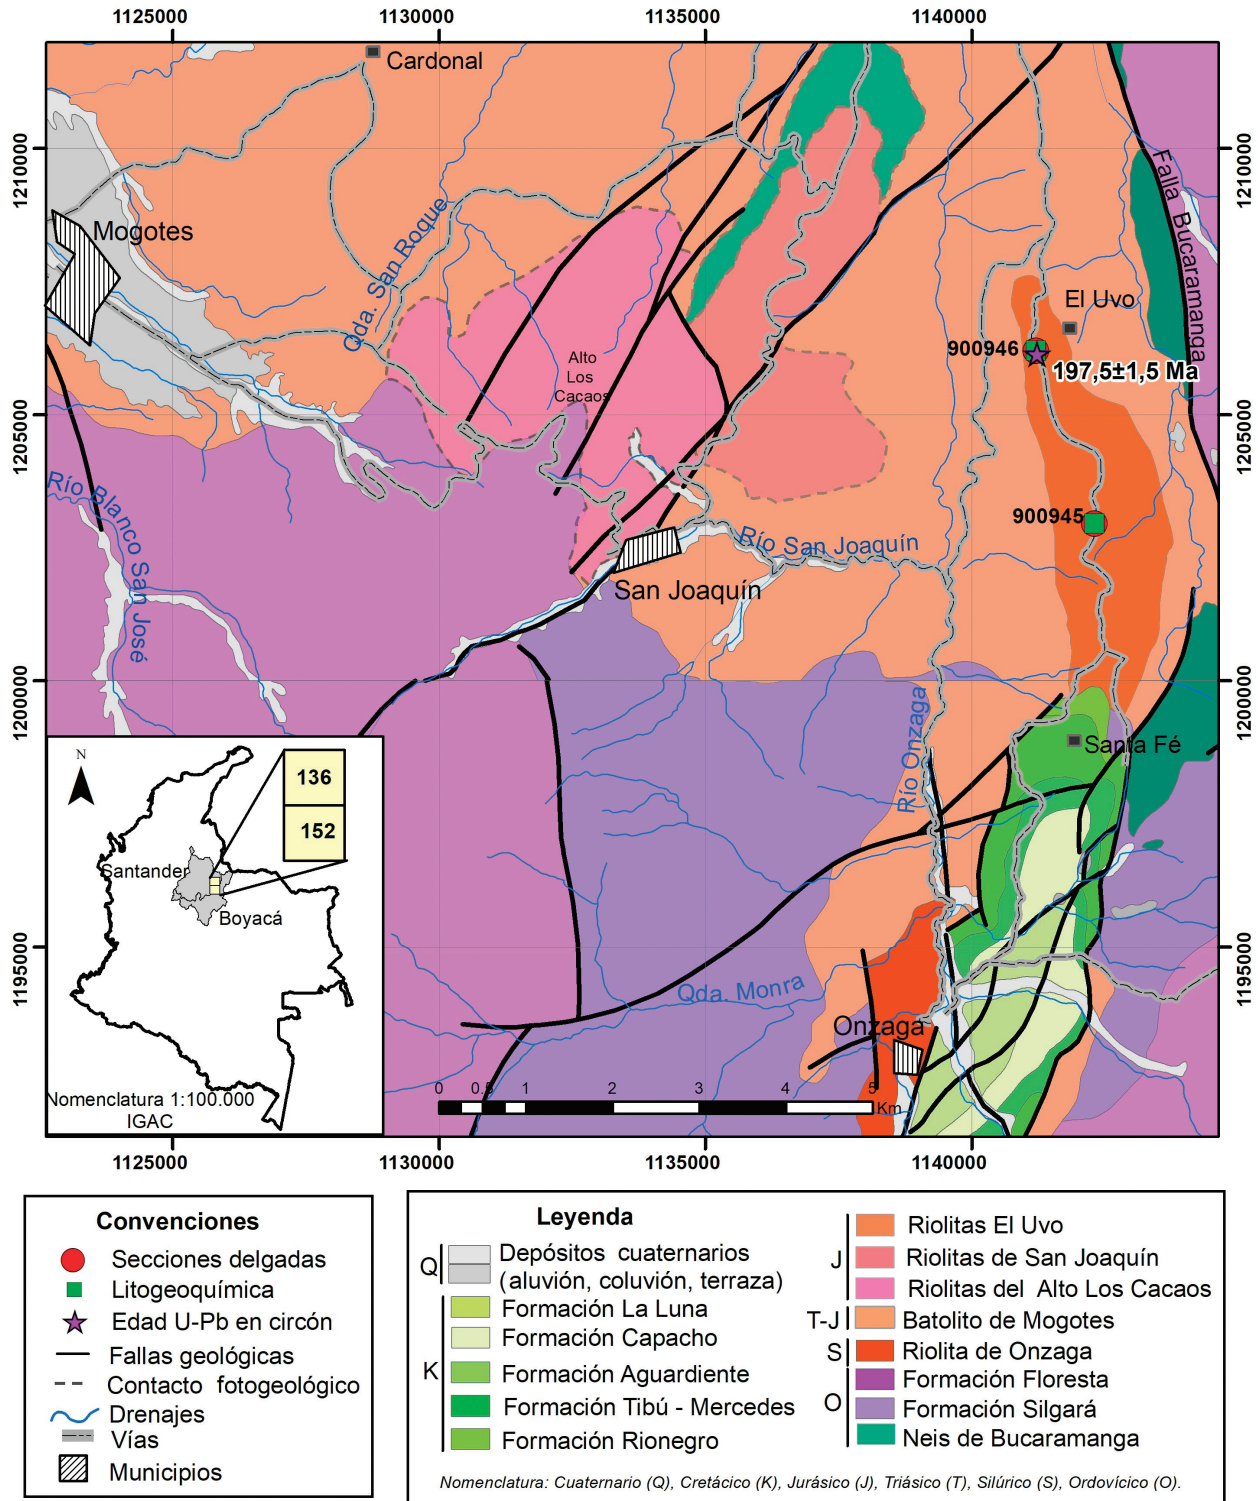 1125000
1130000
1135000
1140000
1210000
1205000
1200000
1195000
1210000
1205000
1200000
1195000
Cardonal
Mogotes
Qda. San Roque
Alto
Los
Cacaos
Falla Bucaramanga
El Uvo
900946
197,5±1,5 Ma
900945
Río Blanco San José
Río San Joaquín
San Joaquín
Río Onzaga
Santa Fé
Qda. Monra
Onzaga
N
136
152
Santander
Boyacá
Nomenclatura 1:100.000
IGAC
0 0,5 1 2 3 4 5
Km
1125000
1130000
1135000
1140000
Convenciones
Secciones delgadas
Litogeoquímica
Edad U-Pb en circón
Fallas geológicas
Contacto fotogeológico
Drenajes
Vías
Municipios
Leyenda
Q
Depósitos cuaternarios
(aluvión, coluvión, terraza)
K
Formación La Luna
Formación Capacho
Formación Aguardiente
Formación Tibú - Mercedes
Formación Rionegro
J
Riolitas El Uvo
Riolitas de San Joaquín
Riolitas del Alto Los Cacaos
T-J
Batolito de Mogotes
S
Riolita de Onzaga
O
Formación Floresta
Formación Silgará
Neis de Bucaramanga
Nomenclatura: Cuaternario (Q), Cretácico (K), Jurásico (J), Triásico (T), Silúrico (S), Ordovícico (O).